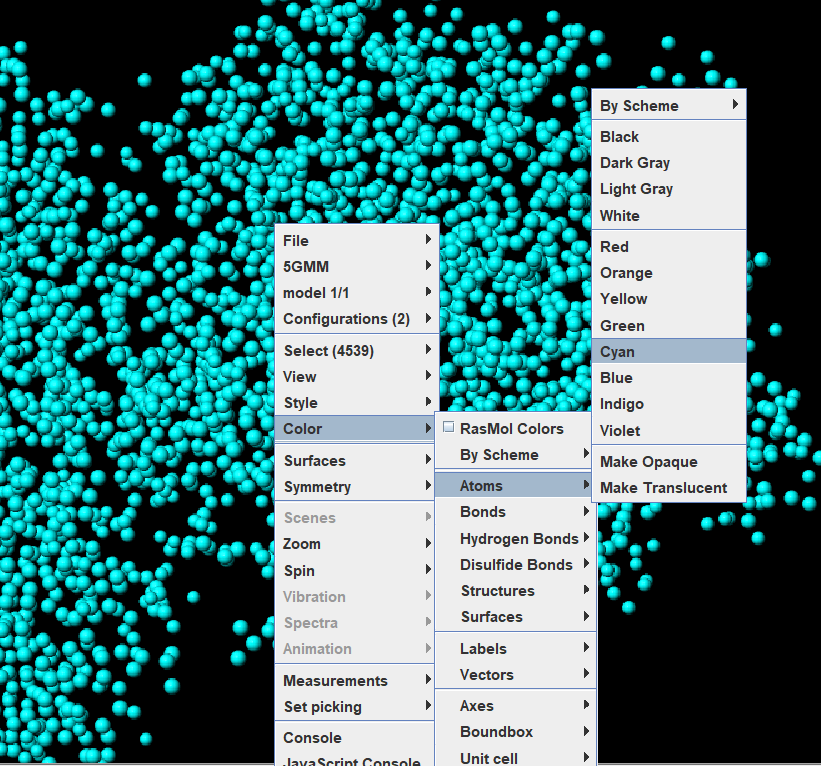 File
5GMM
model 1/1
Configurations (2)
Select (4539)
View
Style
Color
Surfaces
Symmetry
Scenes
Zoom
Spin
Vibration
Spectra
Animation
Measurements
Set picking
Console
JavaScript Console
RasMol Colors
By Scheme
Atoms
Bonds
Hydrogen Bonds
Disulfide Bonds
Structures
Surfaces
Labels
Vectors
Axes
Boundbox
Unit cell
By Scheme
Black
Dark Gray
Light Gray
White
Red
Orange
Yellow
Green
Cyan
Blue
Indigo
Violet
Make Opaque
Make Translucent